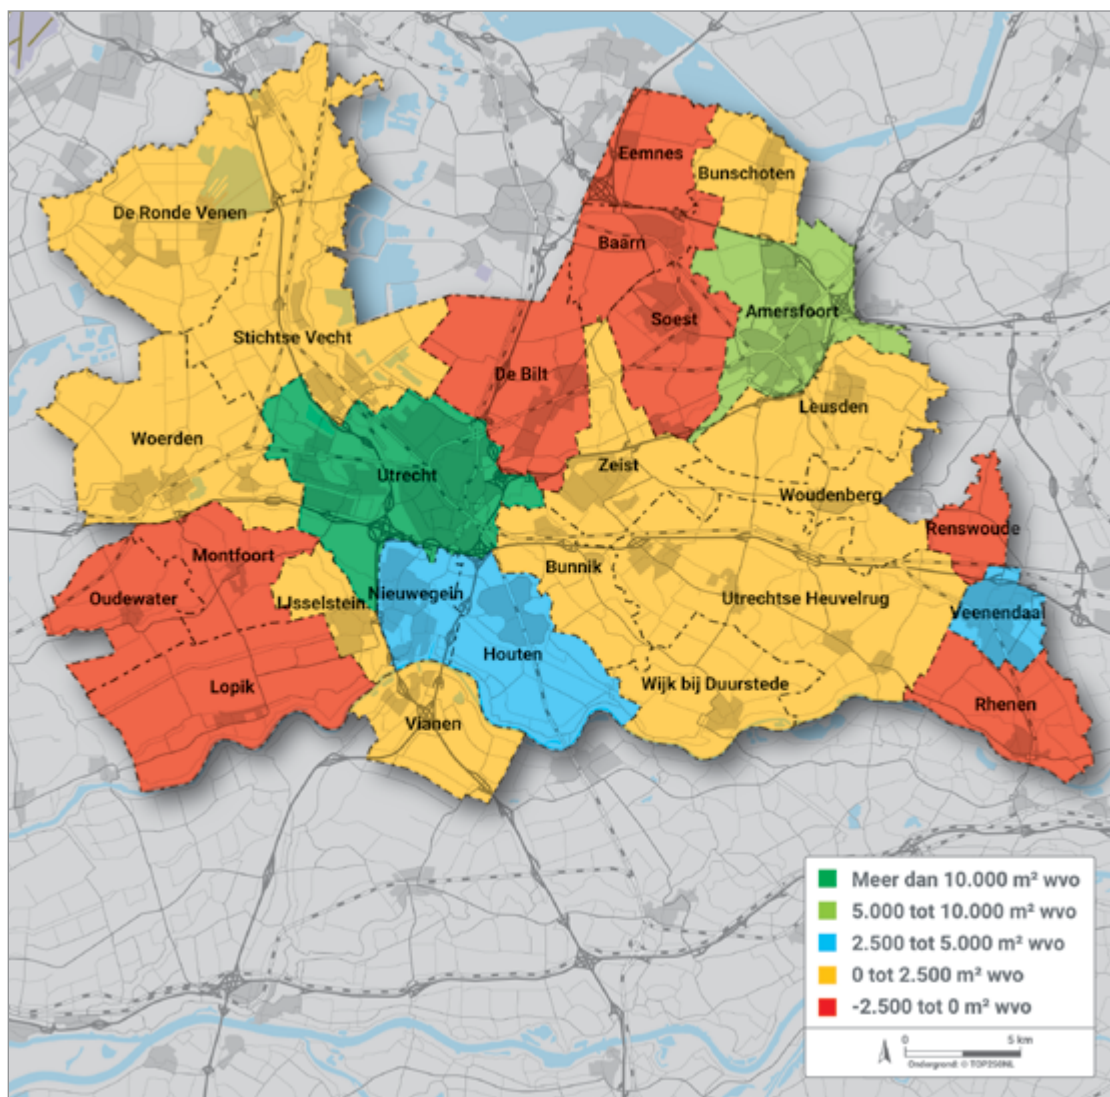 Eemnes
Bunschoten
De Ronde Venen
Baarn
Amersfoort
Soest
Stichtse Vecht
De Bilt
Leusden
Woerden
Zeist
Utrecht
Woudenberg
Renswoude
Montfoort
Bunnik
Nieuwegein
Oudewater
IJsselstein
Utrechtse Heuvelrug
Veenendaal
Houten
Lopik
Wijk bij Duurstede
Rhenen
Vianen
Meer dan 10.000 m² wvo
5.000 tot 10.000 m² wvo
2.500 tot 5.000 m² wvo
0 tot 2.500 m² wvo
-2.500 tot 0 m² wvo
0 5 km
Ondergrond: © TOP250NL